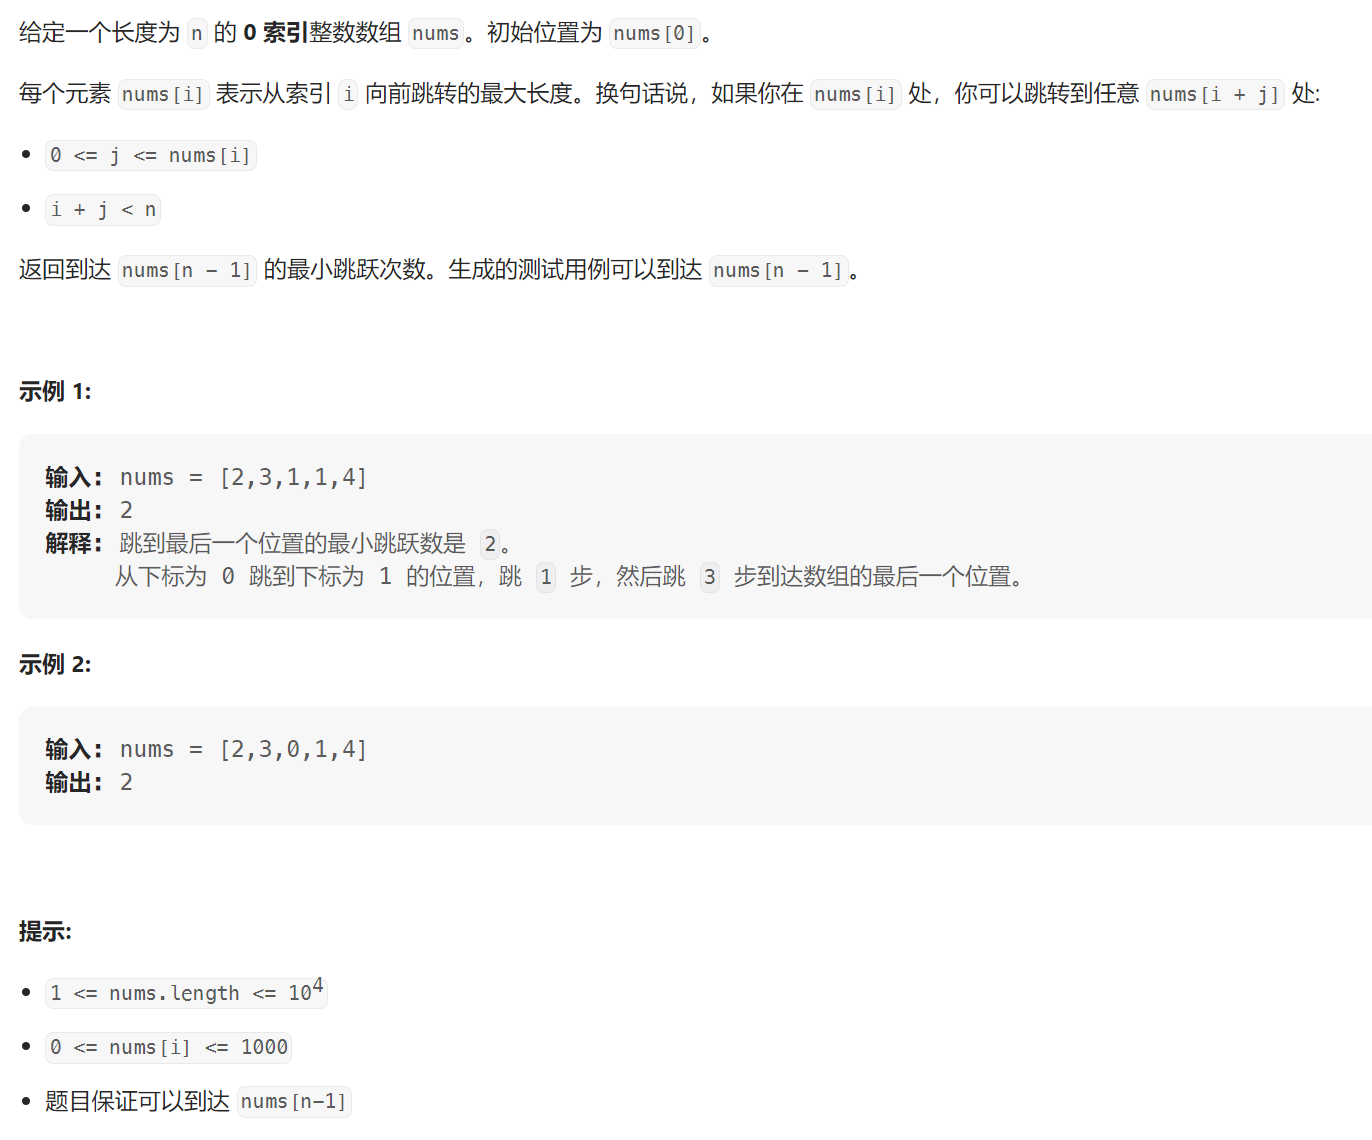 给定一个长度为 n 的 0 索引整数数组 nums。初始位置为 nums[0]。
每个元素 nums[i] 表示从索引 i 向前跳转的最大长度。换句话说，如果你在 nums[i] 处，你可以跳转到任意 nums[i + j] 处:
• 0 <= j <= nums[i]
• i + j < n
返回到达 nums[n - 1] 的最小跳跃次数。生成的测试用例可以到达 nums[n - 1]。
示例 1:
输入: nums = [2,3,1,1,4]
输出: 2
解释: 跳到最后一个位置的最小跳跃数是 2。
从下标为 0 跳到下标为 1 的位置，跳 1 步，然后跳 3 步到达数组的最后一个位置。
示例 2:
输入: nums = [2,3,0,1,4]
输出: 2
提示:
• 1 <= nums.length <= 10⁴
• 0 <= nums[i] <= 1000
• 题目保证可以到达 nums[n-1]